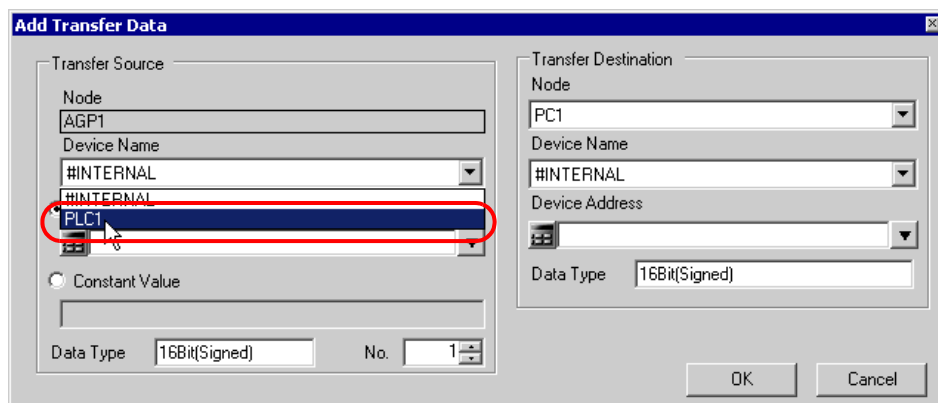 Add Transfer Data
Transfer Source
Node
AGP1
Device Name
#INTERNAL
#INTERNAL
PLC1
Constant Value
Data Type 16Bit(Signed) No. 1
Transfer Destination
Node
PC1
Device Name
#INTERNAL
Device Address
Data Type 16Bit(Signed)
OK Cancel